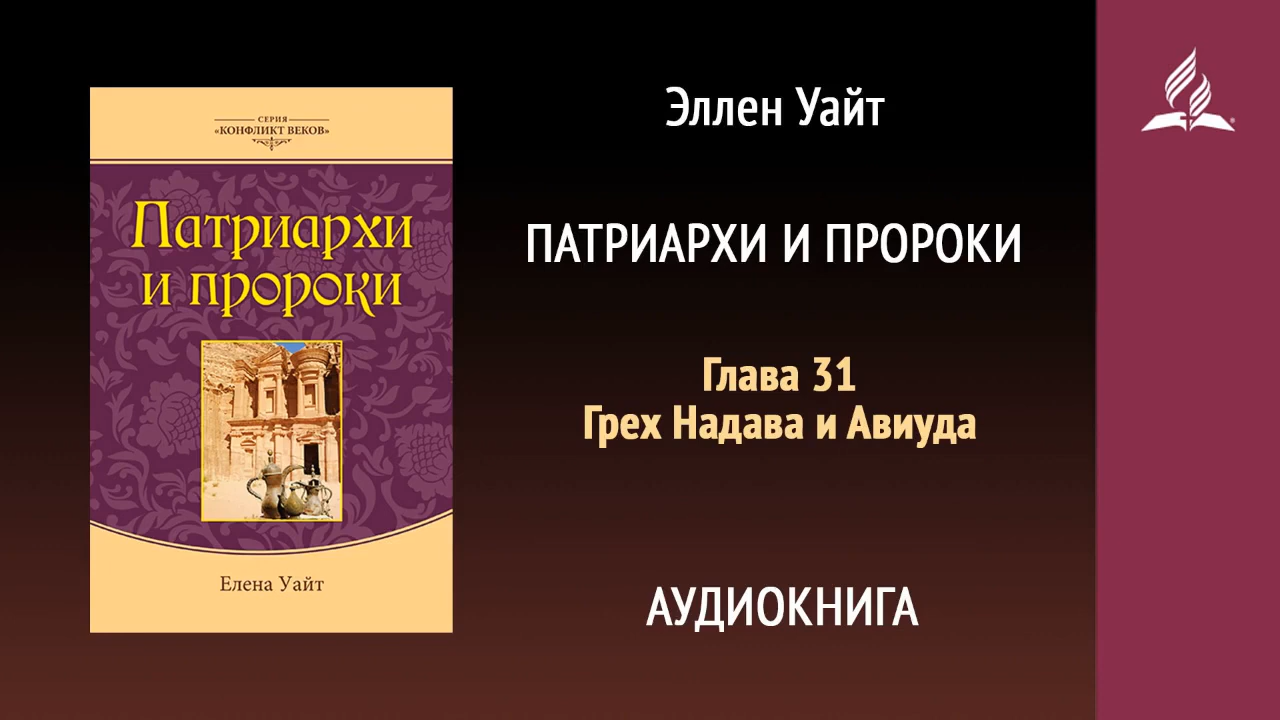 СЕРИЯ
«КОНФЛИКТ ВЕКОВ»
Патриархи
и пророки
Елена Уайт
Эллен Уайт
ПАТРИАРХИ И ПРОРОКИ
Глава 31
Грех Надава и Авиуда
АУДИОКНИГА